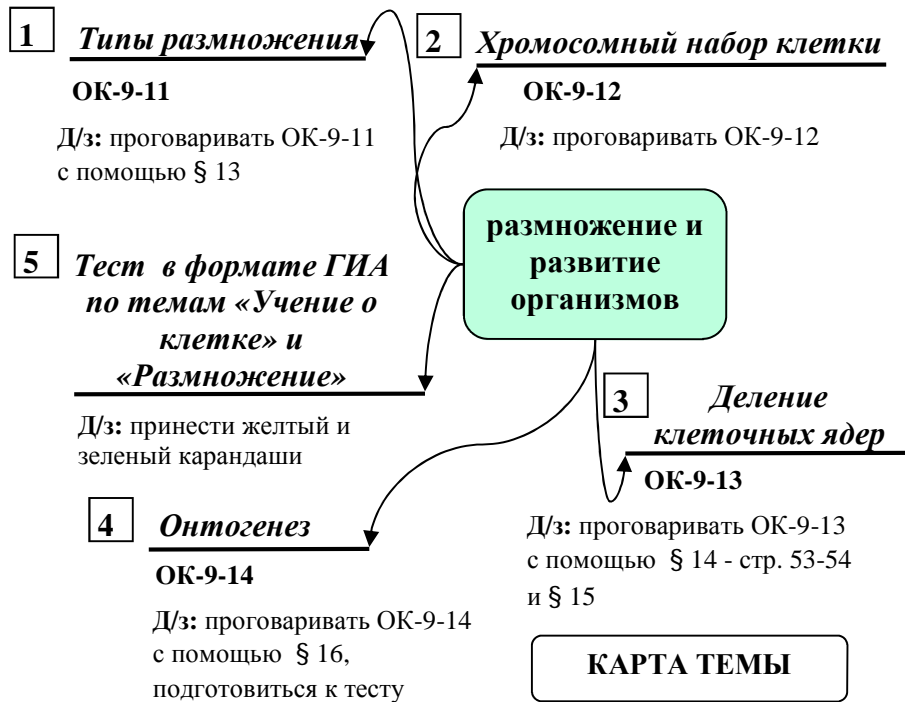 1
Типы размножения
ОК-9-11
Д/з: проговаривать ОК-9-11
с помощью § 13
2
Хромосомный набор клетки
ОК-9-12
Д/з: проговаривать ОК-9-12
размножение и
развитие
организмов
5
Тест в формате ГИА
по темам «Учение о
клетке» и
«Размножение»
Д/з: принести желтый и
зеленый карандаши
3
Деление
клеточных ядер
ОК-9-13
Д/з: проговаривать ОК-9-13
с помощью § 14 - стр. 53-54
и § 15
4
Онтогенез
ОК-9-14
Д/з: проговаривать ОК-9-14
с помощью § 16,
подготовиться к тесту
КАРТА ТЕМЫ